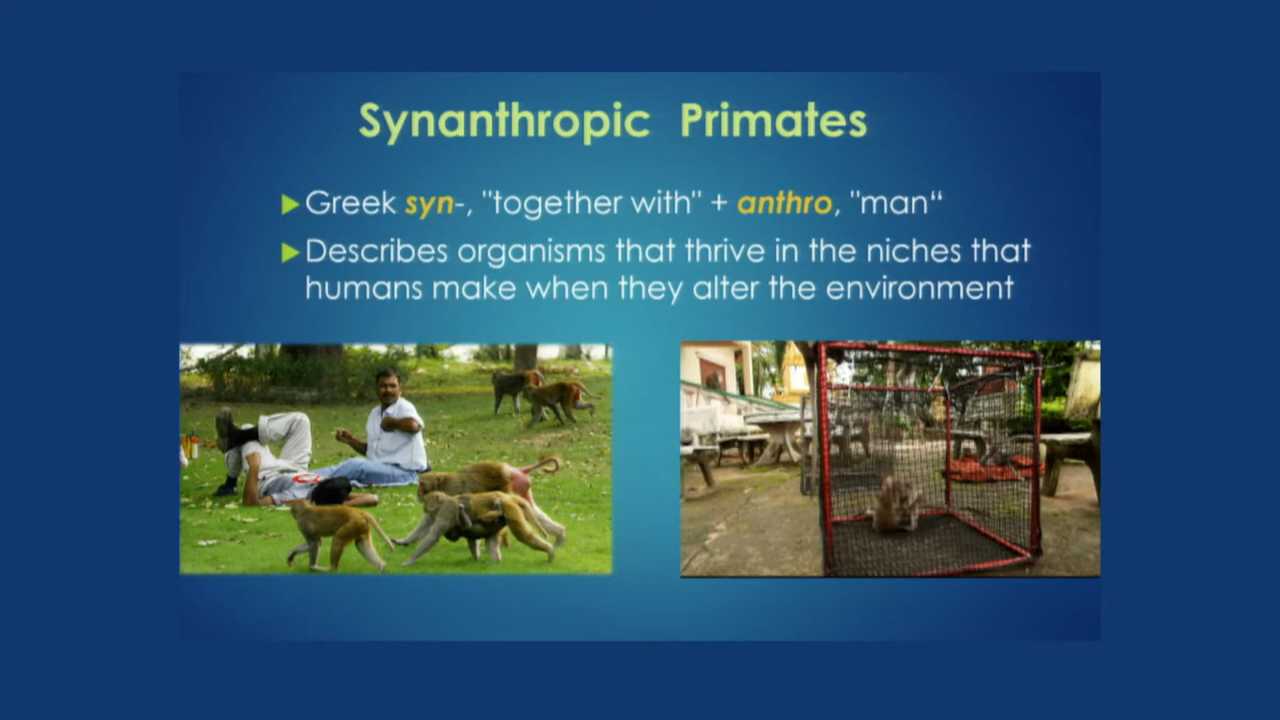 Synanthropic Primates
Greek syn-, "together with" + anthro, "man“
Describes organisms that thrive in the niches that
humans make when they alter the environment